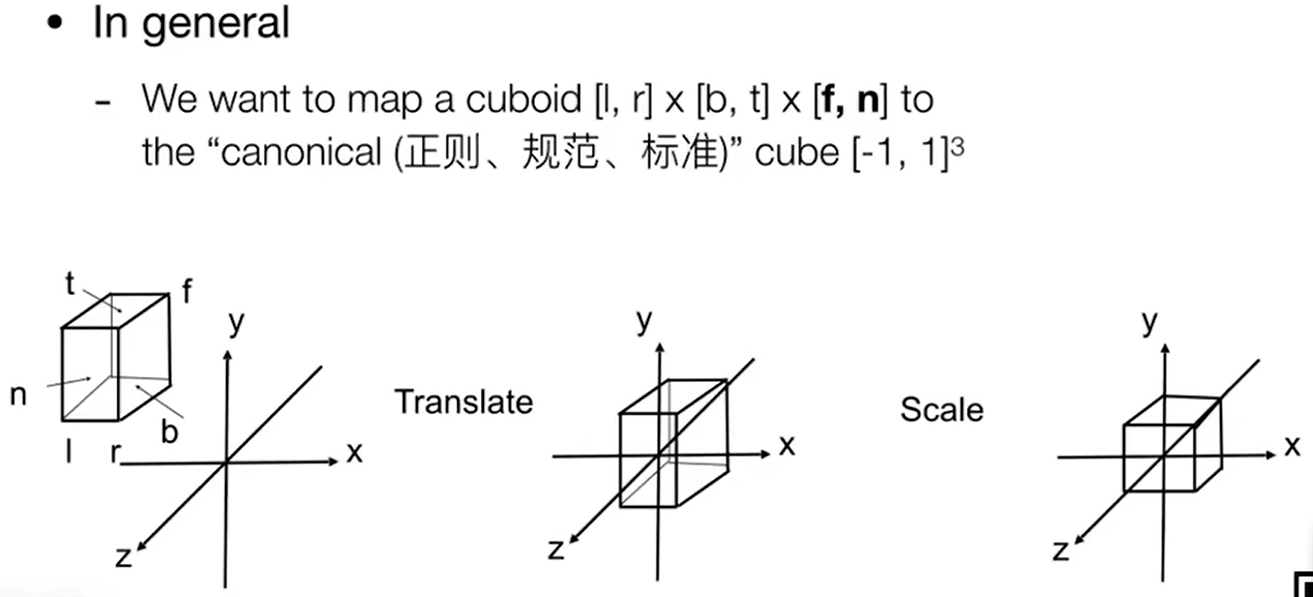 • In general
- We want to map a cuboid [l, r] x [b, t] x [f, n] to
the “canonical (正则、规范、标准)” cube [-1, 1]³
t
f
y
n
Translate
b
l
r
x
z
y
x
z
Scale
y
x
z